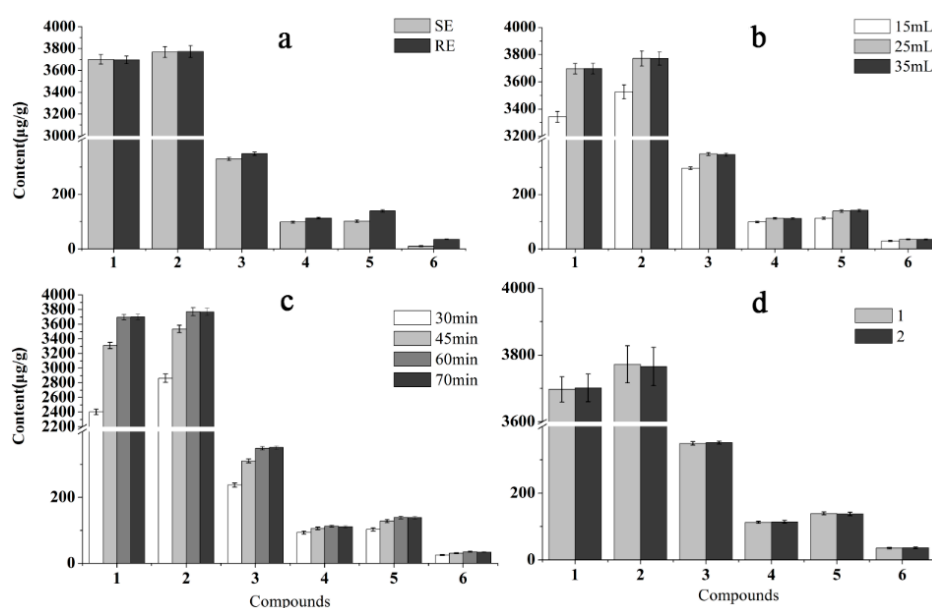 a
SE
RE
Content(µg/g)
4000
3800
3600
3400
3200
3000
200
0
1 2 3 4 5 6
b
15mL
25mL
35mL
4000
3800
3600
3400
3200
200
0
1 2 3 4 5 6
c
30min
45min
60min
70min
Content(µg/g)
4000
3800
3600
3400
3200
3000
2800
2600
2400
2200
200
0
1 2 3 4 5 6
Compounds
d
1
2
4000
3800
3600
200
0
1 2 3 4 5 6
Compounds